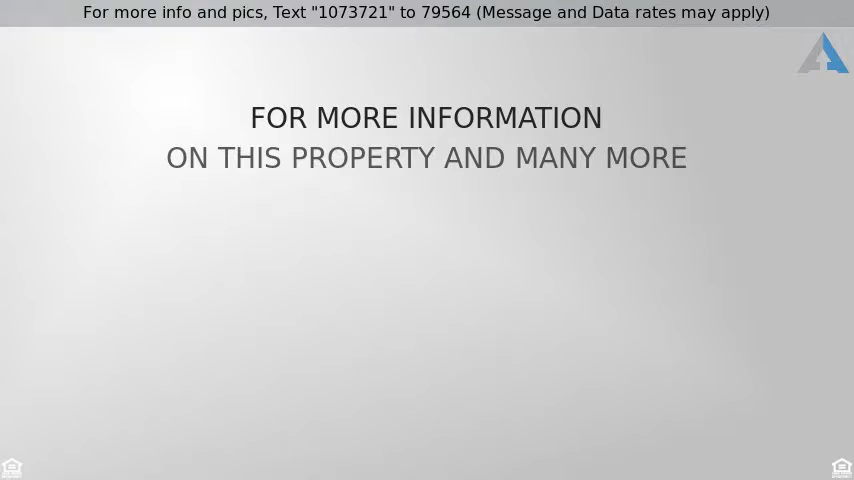 For more info and pics, Text "1073721" to 79564 (Message and Data rates may apply)
FOR MORE INFORMATION
ON THIS PROPERTY AND MANY MORE